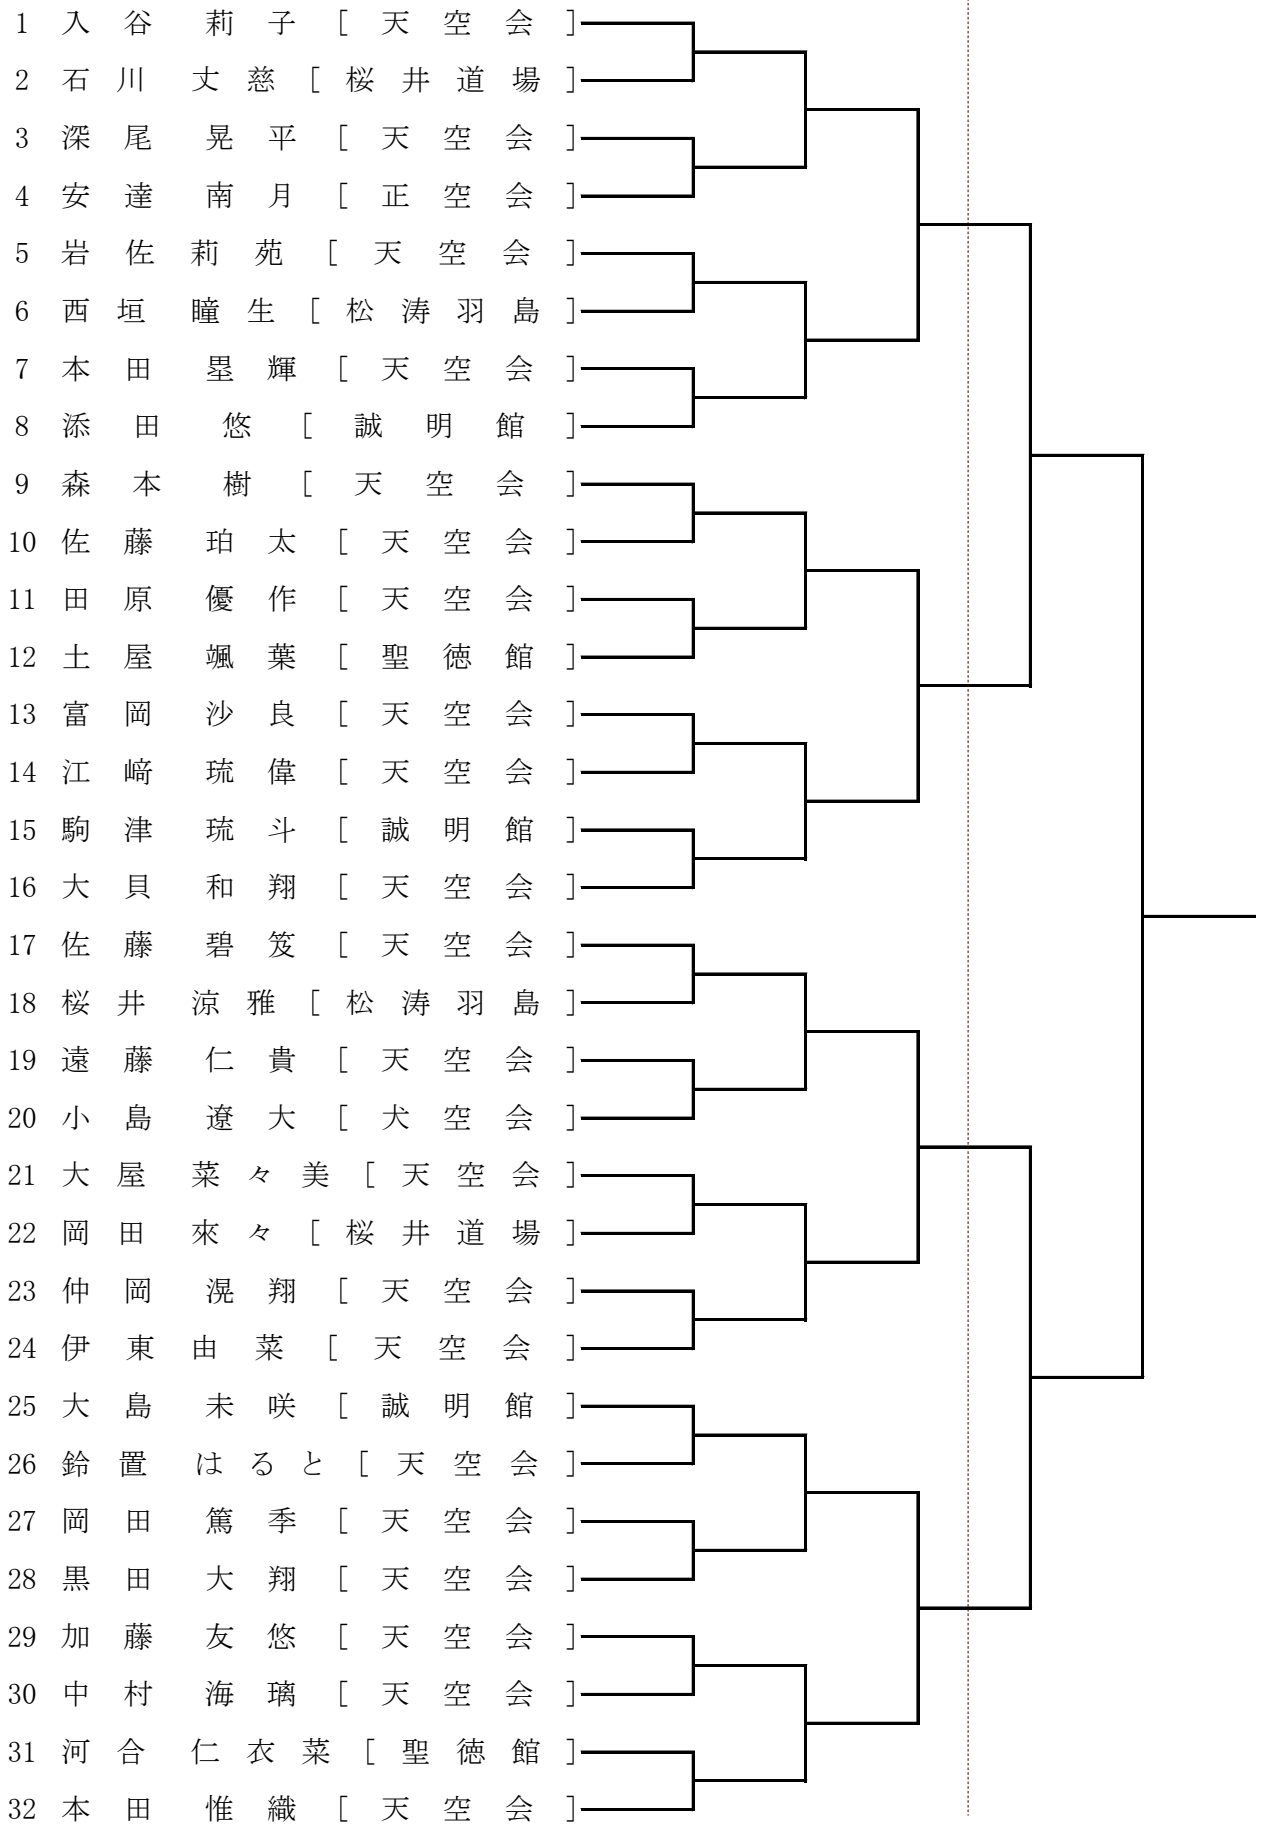 1 入谷 莉子 [ 天空会 ]
2 石川 丈慈 [ 桜井道場 ]
3 深尾 晃平 [ 天空会 ]
4 安達 南月 [ 正空会 ]
5 岩佐莉苑 [ 天空会 ]
6 西垣 瞳生 [ 松涛羽島 ]
7 本田 塁輝 [ 天空会 ]
8 添田 悠 [ 誠明館 ]
9 森本 樹 [ 天空会 ]
10 佐藤 珀太 [ 天空会 ]
11 田原 優作 [ 天空会 ]
12 土屋 颯葉 [ 聖徳館 ]
13 富岡 沙良 [ 天空会 ]
14 江﨑 琉偉 [ 天空会 ]
15 駒津 琉斗 [ 誠明館 ]
16 大貝 和翔 [ 天空会 ]
17 佐藤 碧笈 [ 天空会 ]
18 桜井 涼雅 [ 松涛羽島 ]
19 遠藤 仁貴 [ 天空会 ]
20 小島 遼大 [ 犬空会 ]
21 大屋 菜々美 [ 天空会 ]
22 岡田 來々 [ 桜井道場 ]
23 仲岡 滉翔 [ 天空会 ]
24 伊東由菜 [ 天空会 ]
25 大島 未咲 [ 誠明館 ]
26 鈴置 はると [ 天空会 ]
27 岡田 篤季 [ 天空会 ]
28 黒田 大翔 [ 天空会 ]
29 加藤 友悠 [ 天空会 ]
30 中村 海璃 [ 天空会 ]
31 河合 仁衣菜 [ 聖徳館 ]
32 本田 惟織 [ 天空会 ]